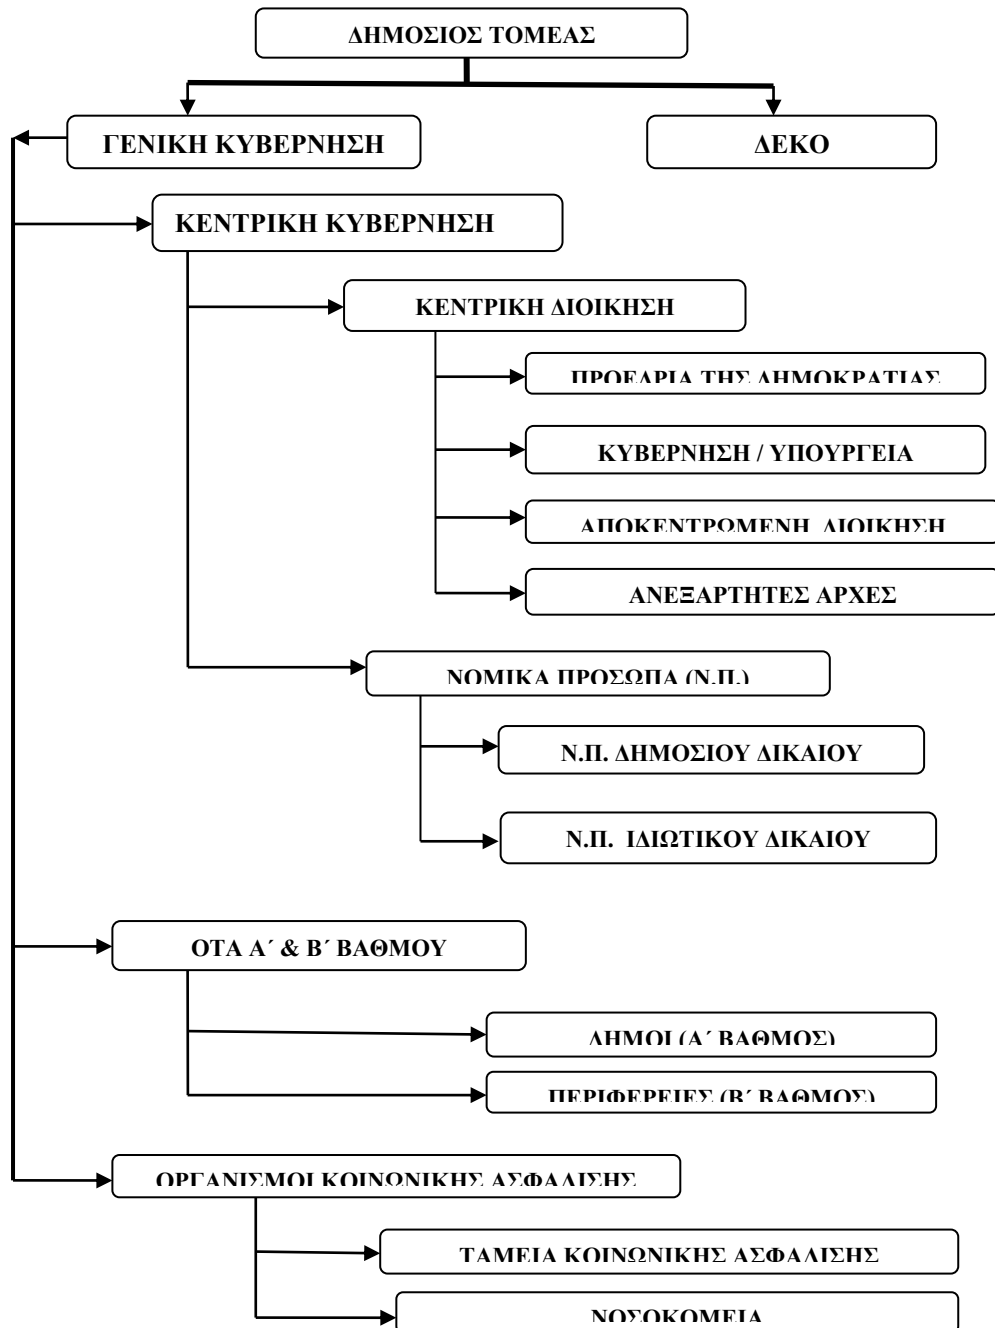 ΔΗΜΟΣΙΟΣ ΤΟΜΕΑΣ
ΓΕΝΙΚΗ ΚΥΒΕΡΝΗΣΗ
ΔΕΚΟ
ΚΕΝΤΡΙΚΗ ΚΥΒΕΡΝΗΣΗ
ΚΕΝΤΡΙΚΗ ΔΙΟΙΚΗΣΗ
ΠΡΟΕΔΡΙΑ ΤΗΣ ΔΗΜΟΚΡΑΤΙΑΣ
ΚΥΒΕΡΝΗΣΗ / ΥΠΟΥΡΓΕΙΑ
ΑΠΟΚΕΝΤΡΩΜΕΝΗ ΔΙΟΙΚΗΣΗ
ΑΝΕΞΑΡΤΗΤΕΣ ΑΡΧΕΣ
ΝΟΜΙΚΑ ΠΡΟΣΩΠΑ (Ν.Π.)
Ν.Π. ΔΗΜΟΣΙΟΥ ΔΙΚΑΙΟΥ
Ν.Π. ΙΔΙΩΤΙΚΟΥ ΔΙΚΑΙΟΥ
ΟΤΑ Α΄ & Β΄ ΒΑΘΜΟΥ
ΔΗΜΟΙ (Α΄ ΒΑΘΜΟΣ)
ΠΕΡΙΦΕΡΕΙΕΣ (Β΄ ΒΑΘΜΟΣ)
ΟΡΓΑΝΙΣΜΟΙ ΚΟΙΝΩΝΙΚΗΣ ΑΣΦΑΛΙΣΗΣ
ΤΑΜΕΙΑ ΚΟΙΝΩΝΙΚΗΣ ΑΣΦΑΛΙΣΗΣ
ΝΟΣΟΚΟΜΕΙΑ